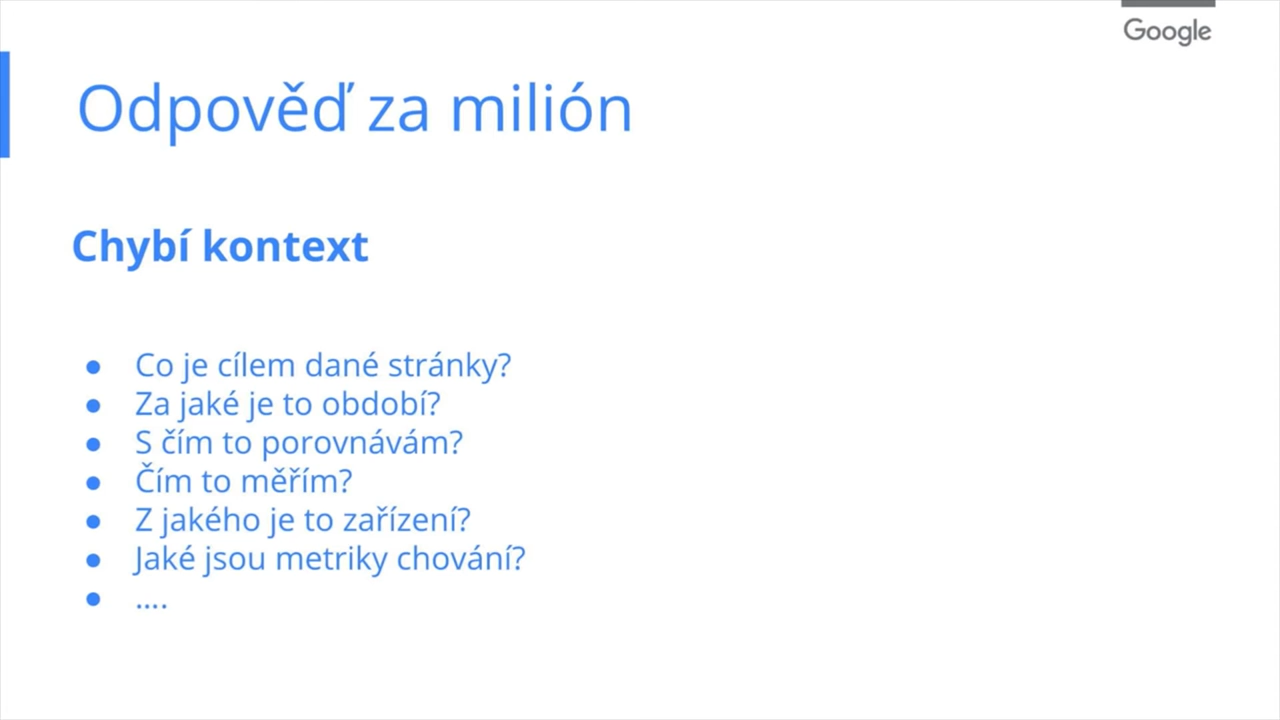 Google
Odpověď za milión
Chybí kontext
● Co je cílem dané stránky?
● Za jaké je to období?
● S čím to porovnávám?
● Čím to měřím?
● Z jakého je to zařízení?
● Jaké jsou metriky chování?
● ....